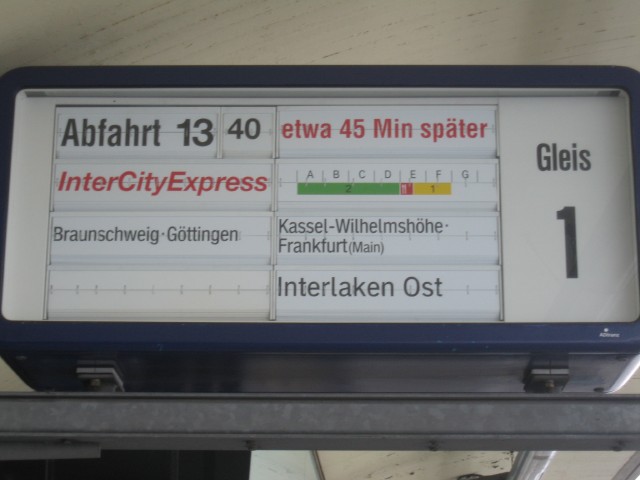 Abfahrt 13 40 etwa 45 Min später
InterCityExpress
A B C D E F G
2 1
Braunschweig·Göttingen
Kassel-Wilhelmshöhe·
Frankfurt (Main)
Interlaken Ost
Gleis
1